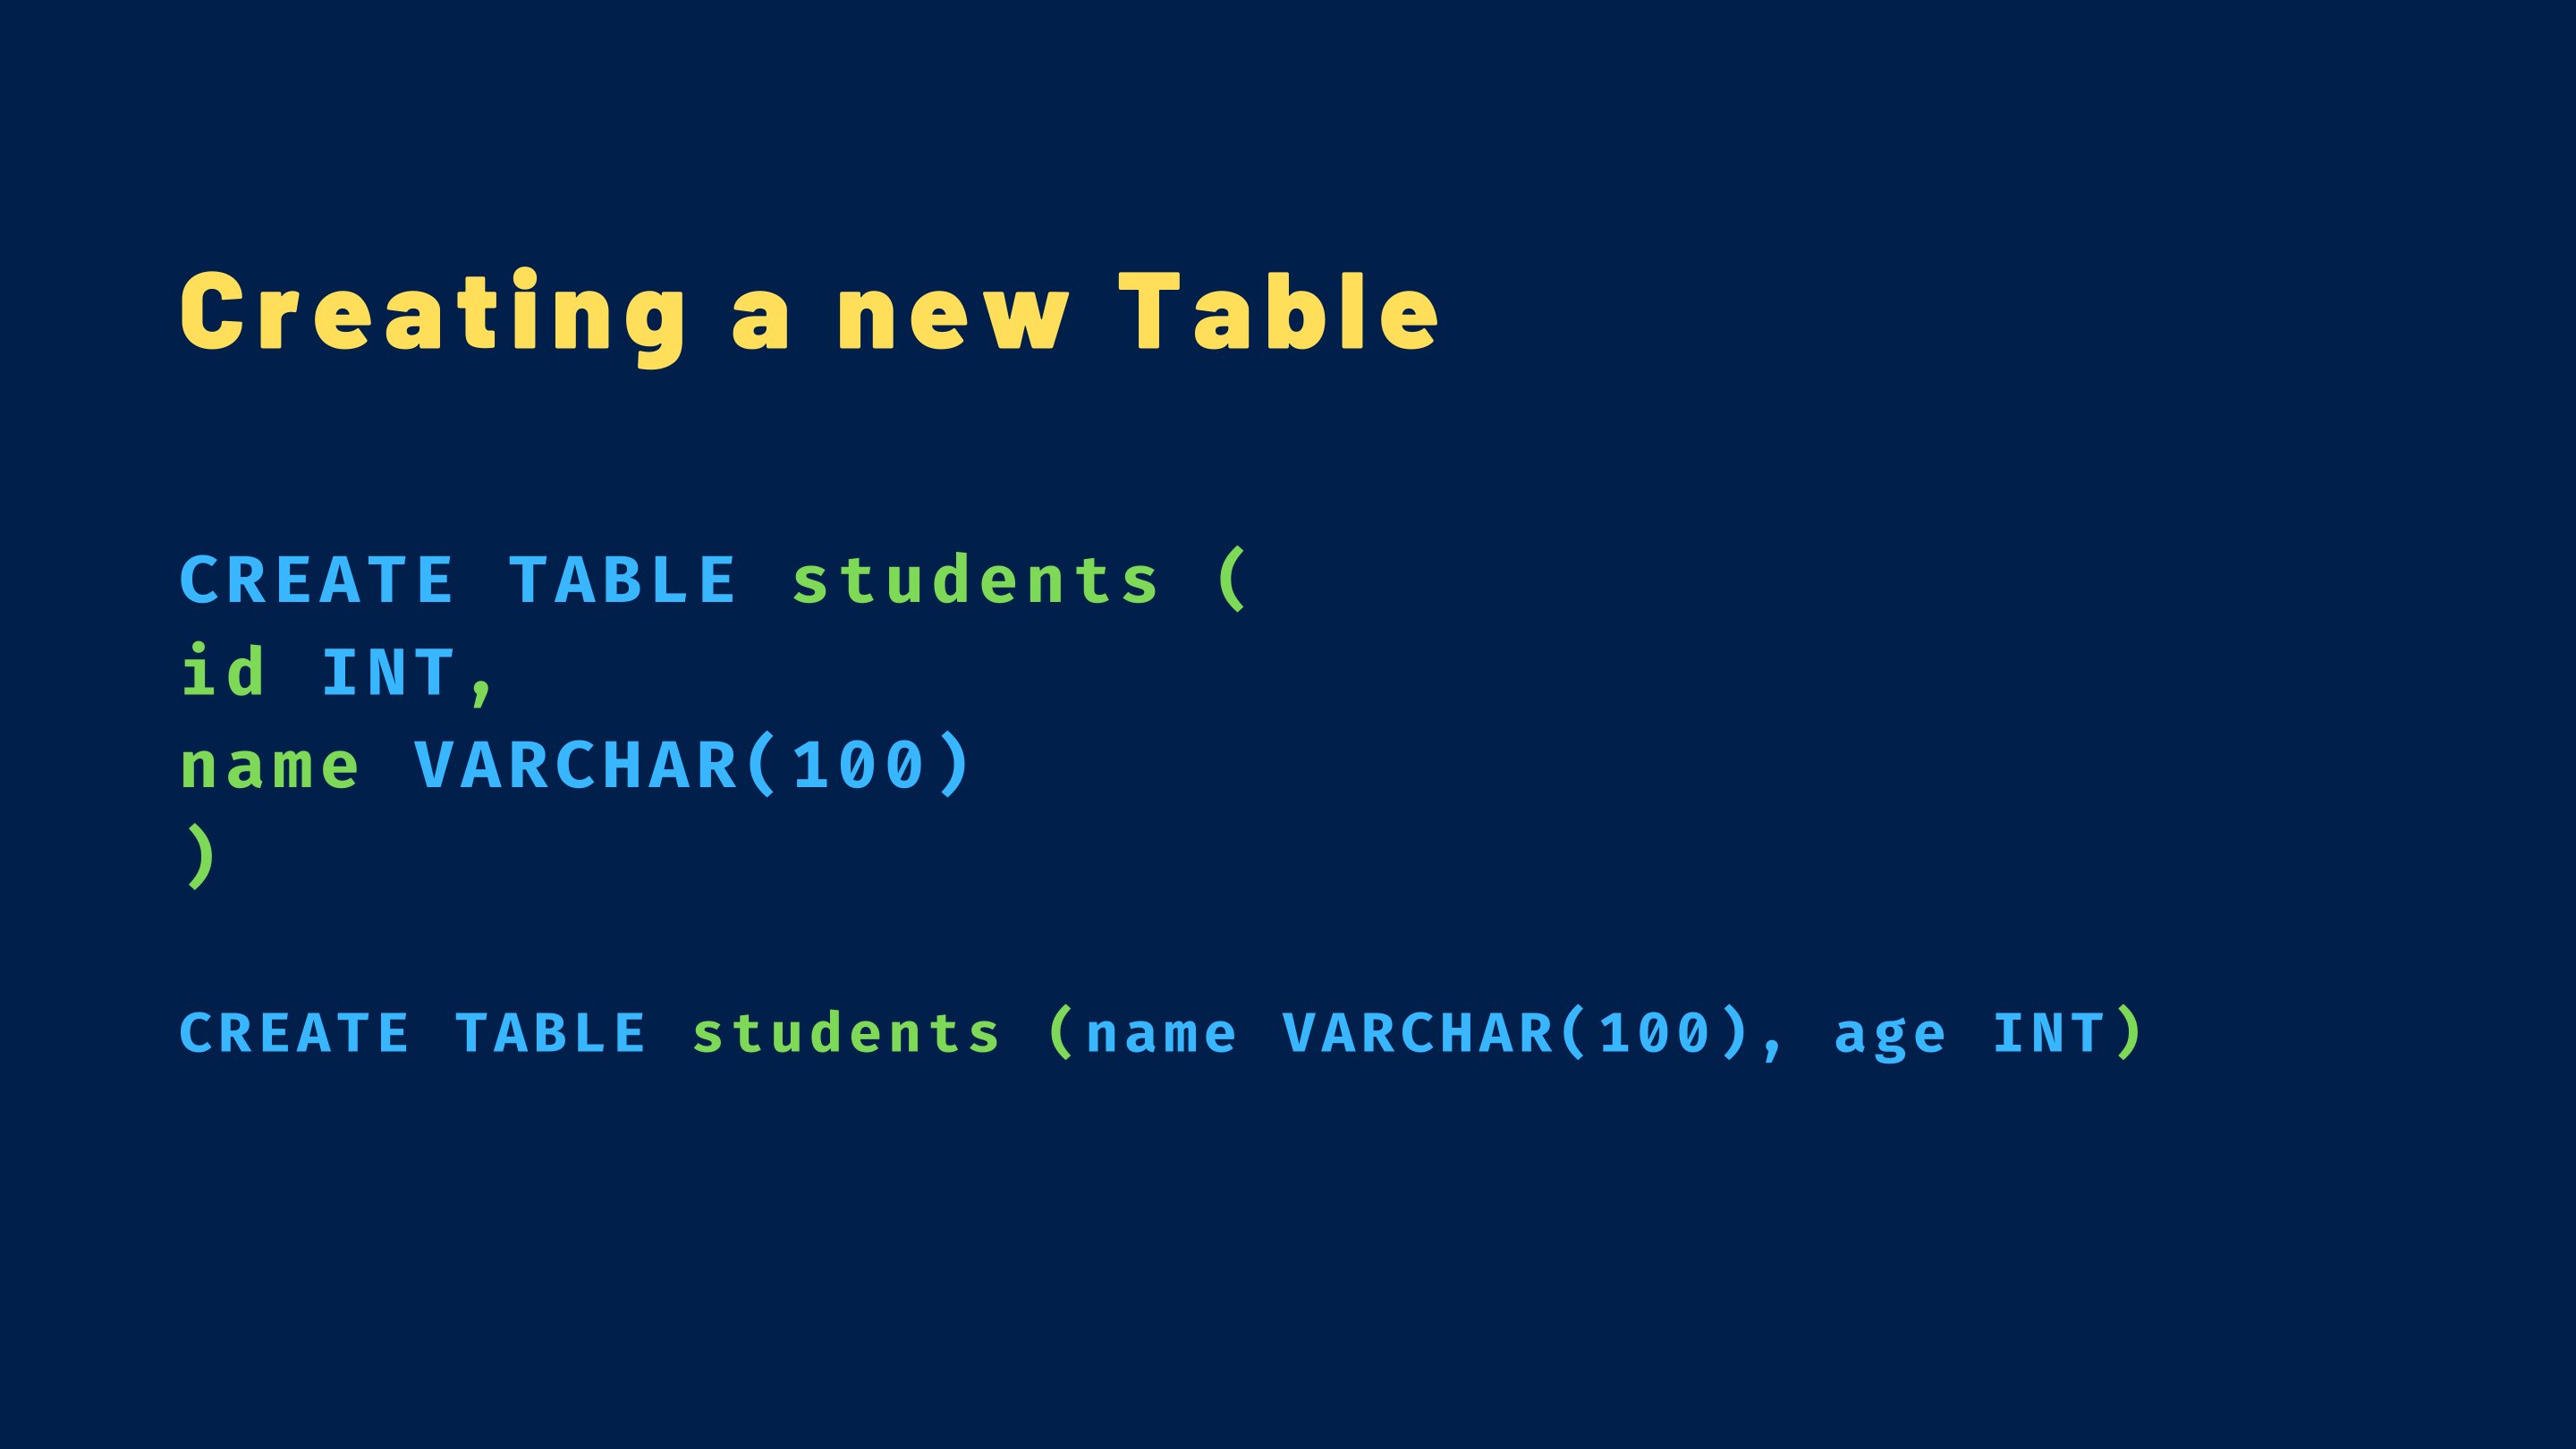 Creating a new Table
CREATE TABLE students (
id INT,
name VARCHAR(100)
)
CREATE TABLE students (name VARCHAR(100), age INT)